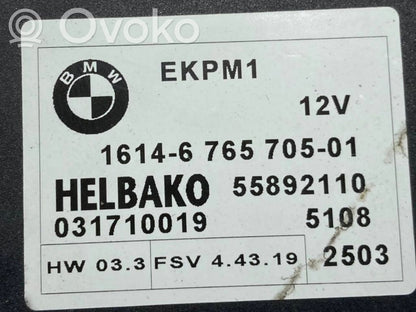 Ovoko
BMW
EKPM1
12V
1614-6 765 705-01
HELBAKO 55892110
031710019 5108
HW 03.3 FSV 4.43.19 2503